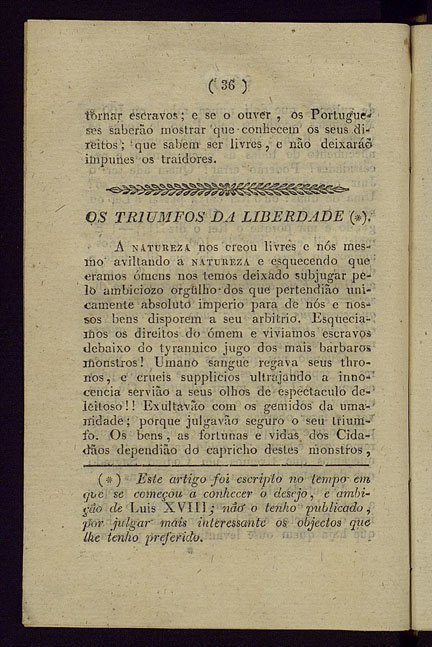 ( 36 )
tornar escravos ; e se o ouver , os Portugue-
ses saberão mostrar que conhecem os seus di-
reitos ; que sabem ser livres , e não deixaráõ
impunes os traidores.
OS TRIUMFOS DA LIBERDADE (*).
A NATUREZA nos creou livres e nós mes-
mo aviltando a NATUREZA e esquecendo que
eramos ómens nos temos deixado subjugar pe-
lo ambiciozo orgulho dos que pertendião uni-
camente absoluto imperio para de nós e nos-
sos bens disporem a seu arbitrio. Esquecia-
mos os direitos do ómem e viviamos escravos
debaixo do tyrannico jugo dos mais barbaros
monstros ! Umano sangue regava seus thro-
nos, e crueis supplicios ultrajando a inno-
cencia servião a seus olhos de espectaculo de-
leitoso !! Exultavão com os gemidos da uma-
nidade ; porque julgavão seguro o seu trium-
fo. Os bens, as fortunas e vidas dos Cida-
dãos dependião do capricho destes monstros ,
(*) Este artigo foi escripto no tempo em
que se começou a conhecer o desejo, e ambi-
ção de Luis XVIII ; não o tenho publicado,
por julgar mais interessante os objectos que
lhe tenho preferido.